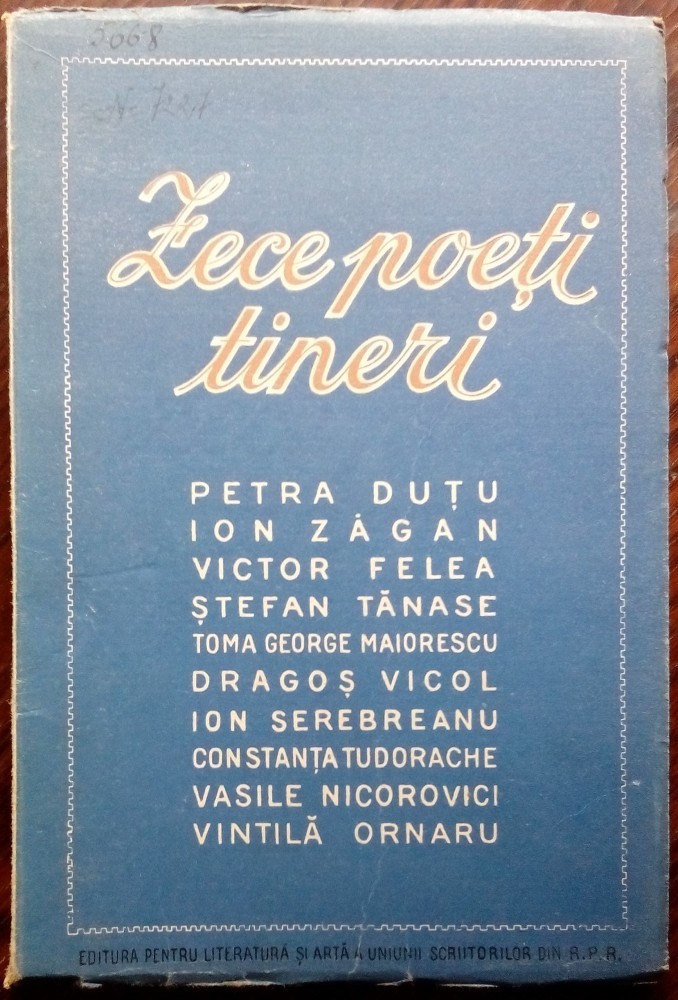 5068
Zece poeți
tineri
PETRA DUȚU
ION ZĂGAN
VICTOR FELEA
ȘTEFAN TĂNASE
TOMA GEORGE MAIORESCU
DRAGOȘ VICOL
ION SEREBREANU
CONSTANȚA TUDORACHE
VASILE NICOROVICI
VINTILĂ ORNARU
EDITURA PENTRU LITERATURĂ ȘI ARTĂ A UNIUNII SCRIITORILOR DIN R.P.R.